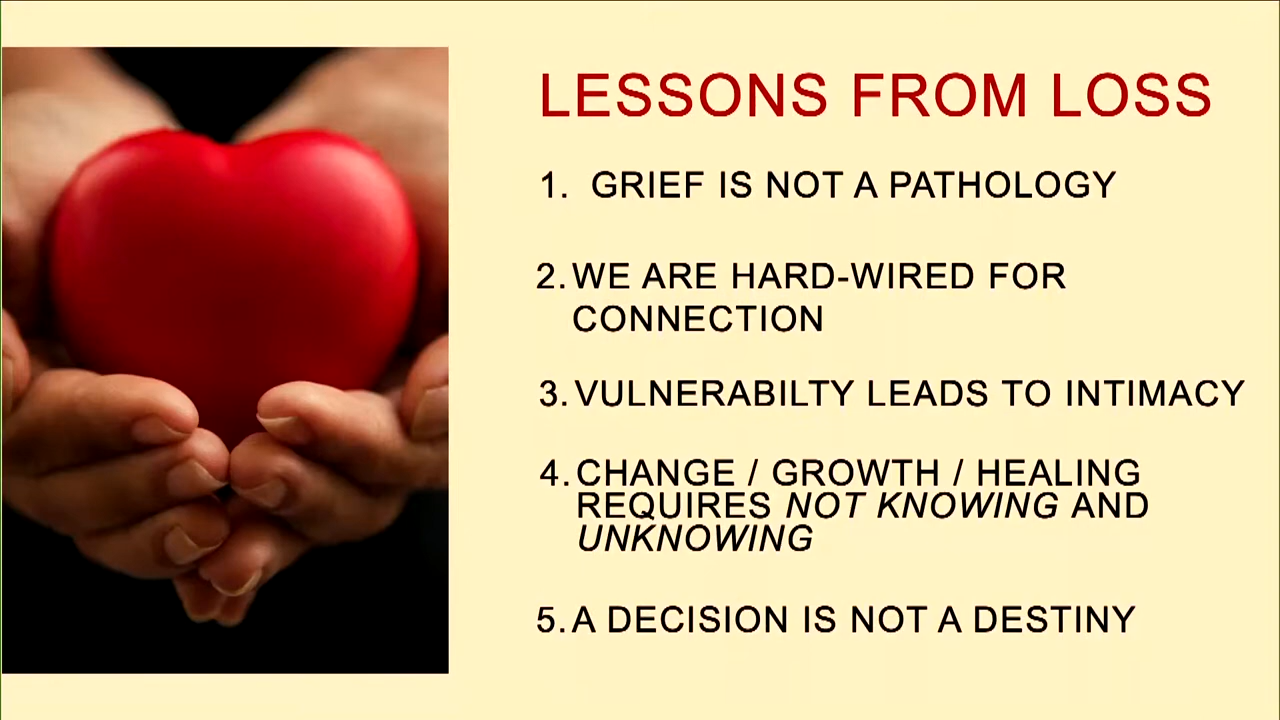 LESSONS FROM LOSS
1. GRIEF IS NOT A PATHOLOGY
2. WE ARE HARD-WIRED FOR
CONNECTION
3. VULNERABILTY LEADS TO INTIMACY
4. CHANGE / GROWTH / HEALING
REQUIRES NOT KNOWING AND
UNKNOWING
5. A DECISION IS NOT A DESTINY